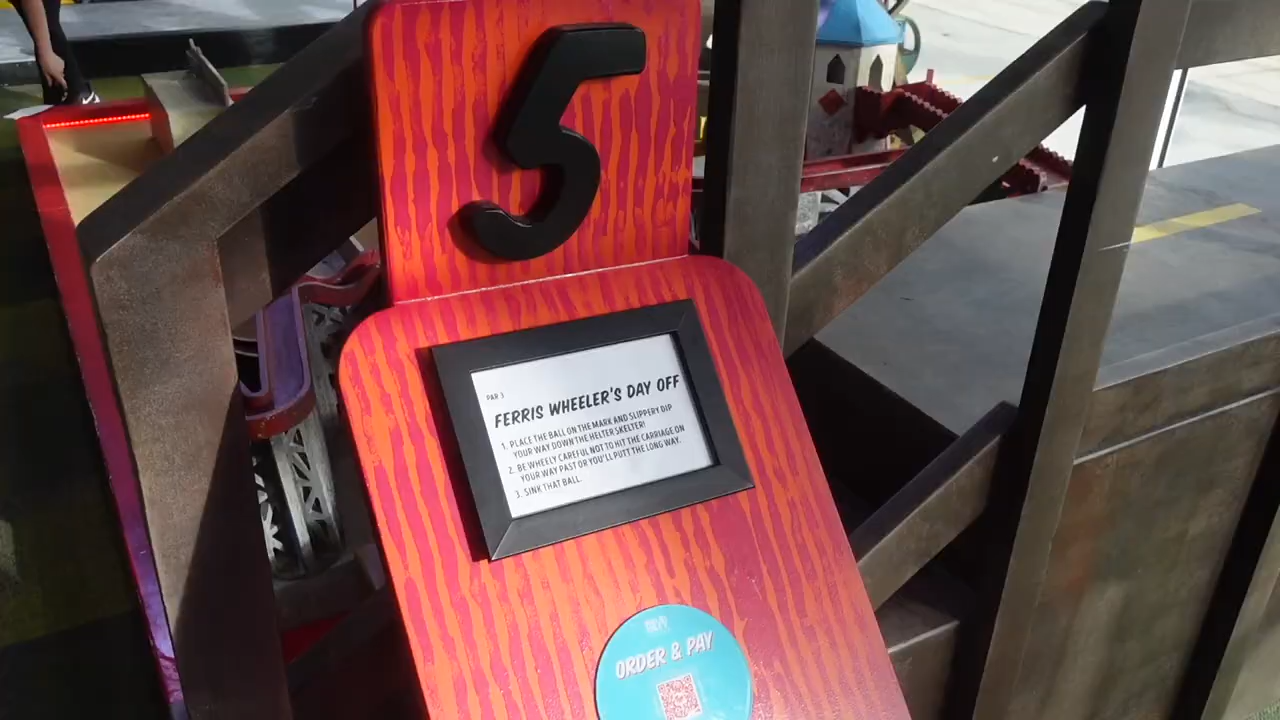 5
PAR 3
FERRIS WHEELER'S DAY OFF
1. PLACE THE BALL ON THE MARK AND SLIPPERY DIP
YOUR WAY DOWN THE HELTER SKELTER!
2. BE WHEELY CAREFUL NOT TO HIT THE CARRIAGE ON
YOUR WAY PAST OR YOU'LL PUTT THE LONG WAY.
3. SINK THAT BALL.
ORDER & PAY